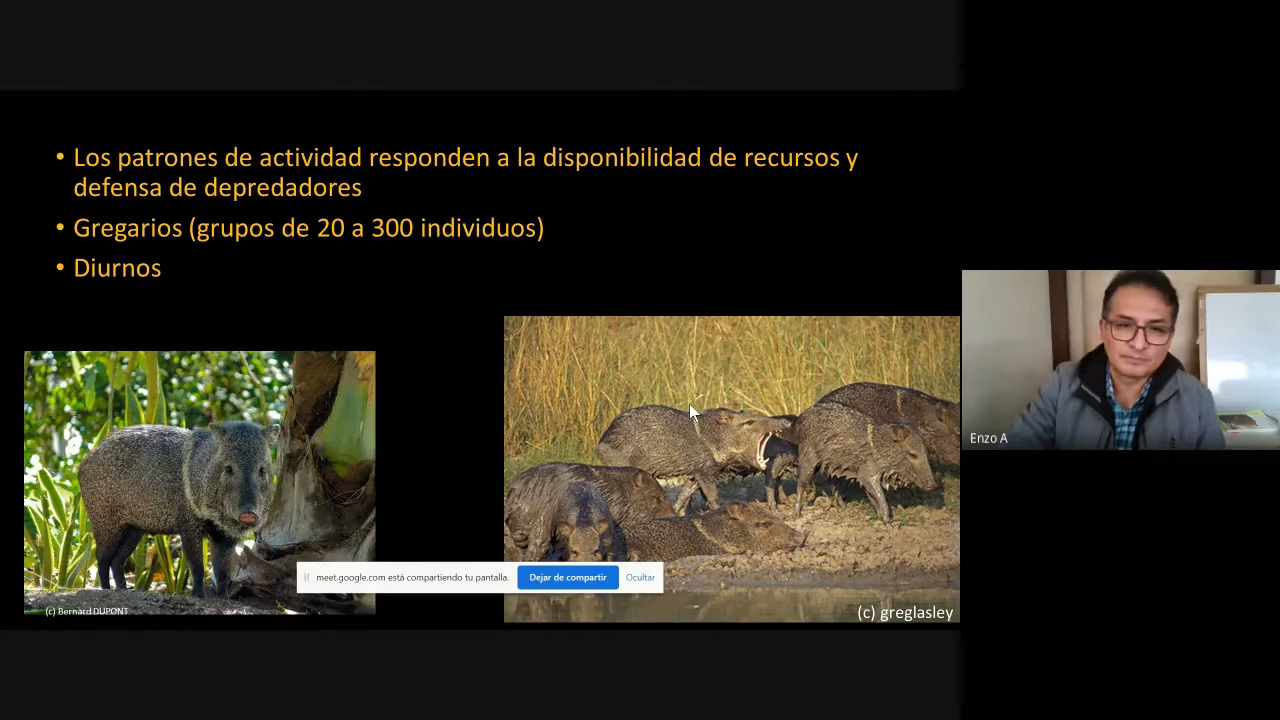 • Los patrones de actividad responden a la disponibilidad de recursos y
defensa de depredadores
• Gregarios (grupos de 20 a 300 individuos)
• Diurnos
Enzo A
meet.google.com está compartiendo tu pantalla.
Dejar de compartir
Ocultar
(c) Bernard DUPONT
(c) greglasley